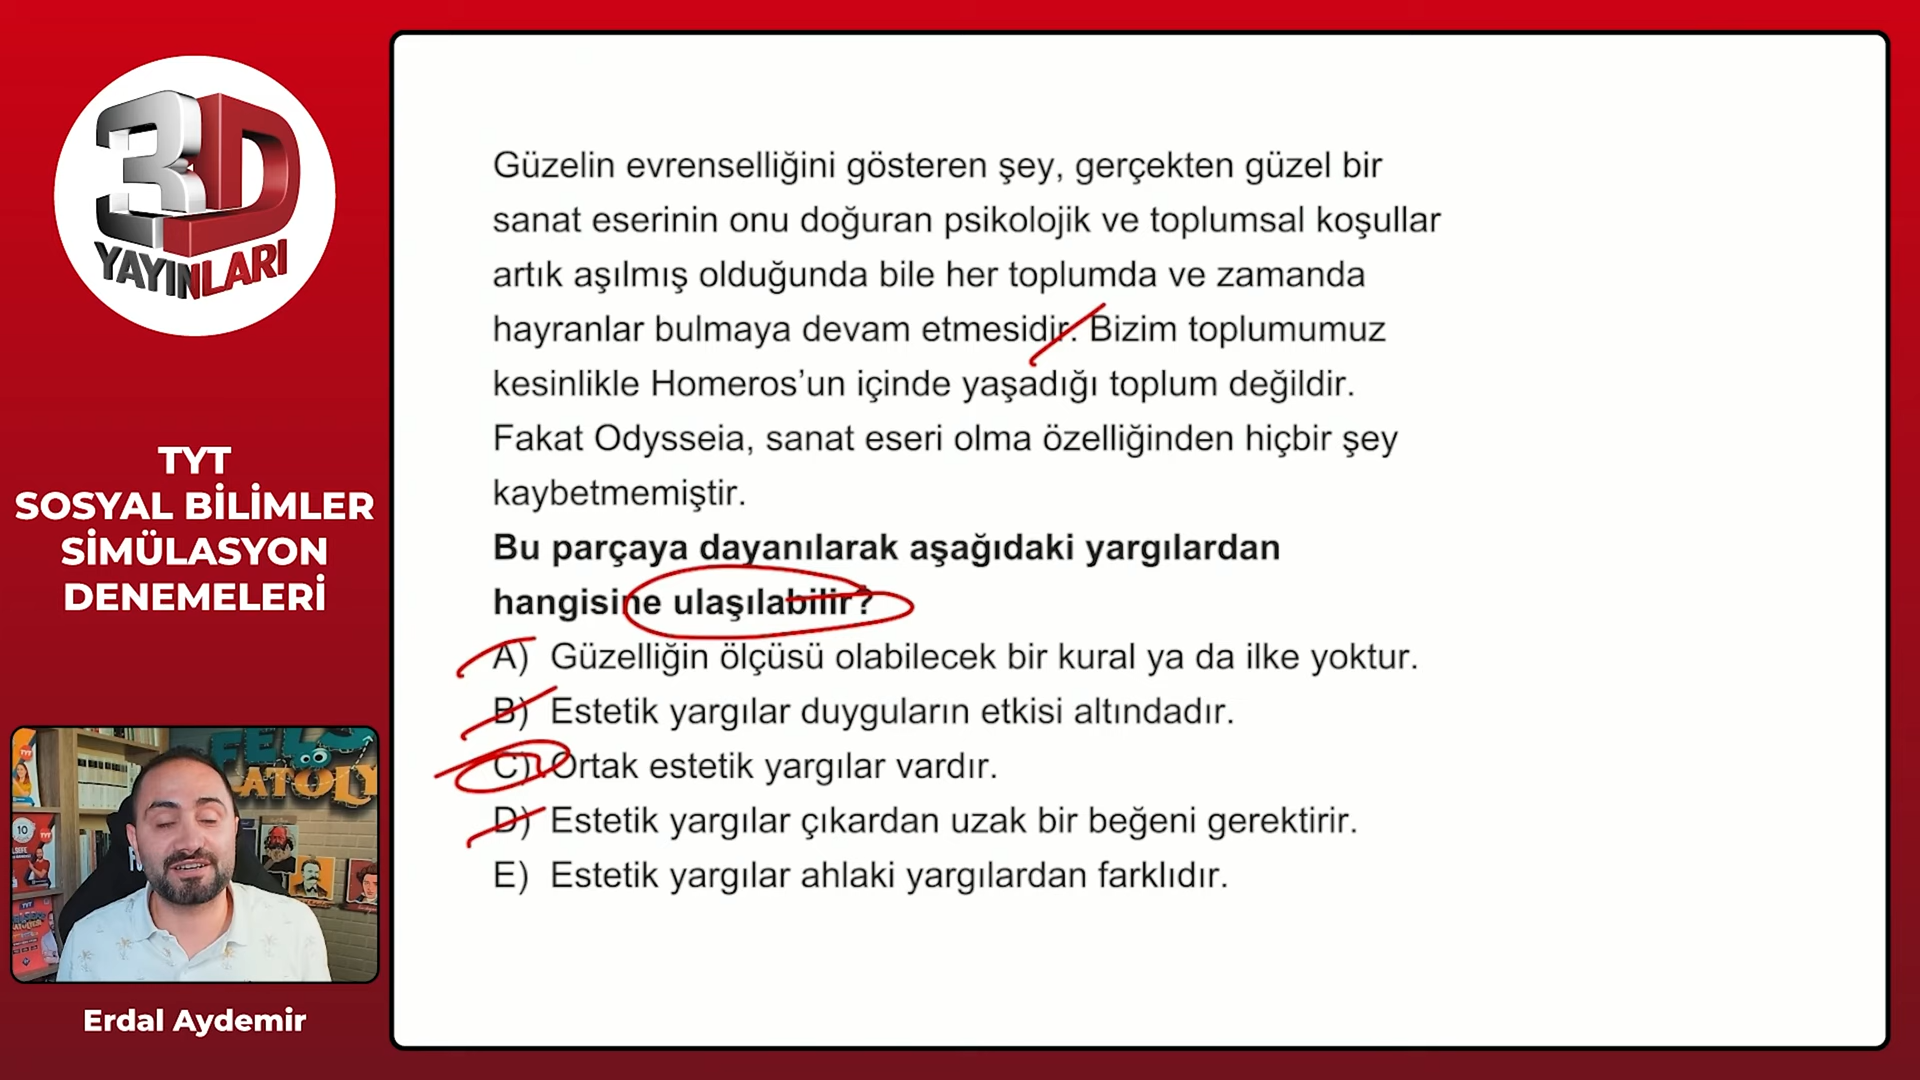 3D
YAYINLARI
TYT
SOSYAL BİLİMLER
SİMÜLASYON
DENEMELERİ
Erdal Aydemir
Güzelin evrenselliğini gösteren şey, gerçekten güzel bir
sanat eserinin onu doğuran psikolojik ve toplumsal koşullar
artık aşılmış olduğunda bile her toplumda ve zamanda
hayranlar bulmaya devam etmesidir. Bizim toplumumuz
kesinlikle Homeros’un içinde yaşadığı toplum değildir.
Fakat Odysseia, sanat eseri olma özelliğinden hiçbir şey
kaybetmemiştir.
Bu parçaya dayanılarak aşağıdaki yargılardan
hangisine ulaşılabilir?
A) Güzelliğin ölçüsü olabilecek bir kural ya da ilke yoktur.
B) Estetik yargılar duyguların etkisi altındadır.
C) Ortak estetik yargılar vardır.
D) Estetik yargılar çıkardan uzak bir beğeni gerektirir.
E) Estetik yargılar ahlaki yargılardan farklıdır.